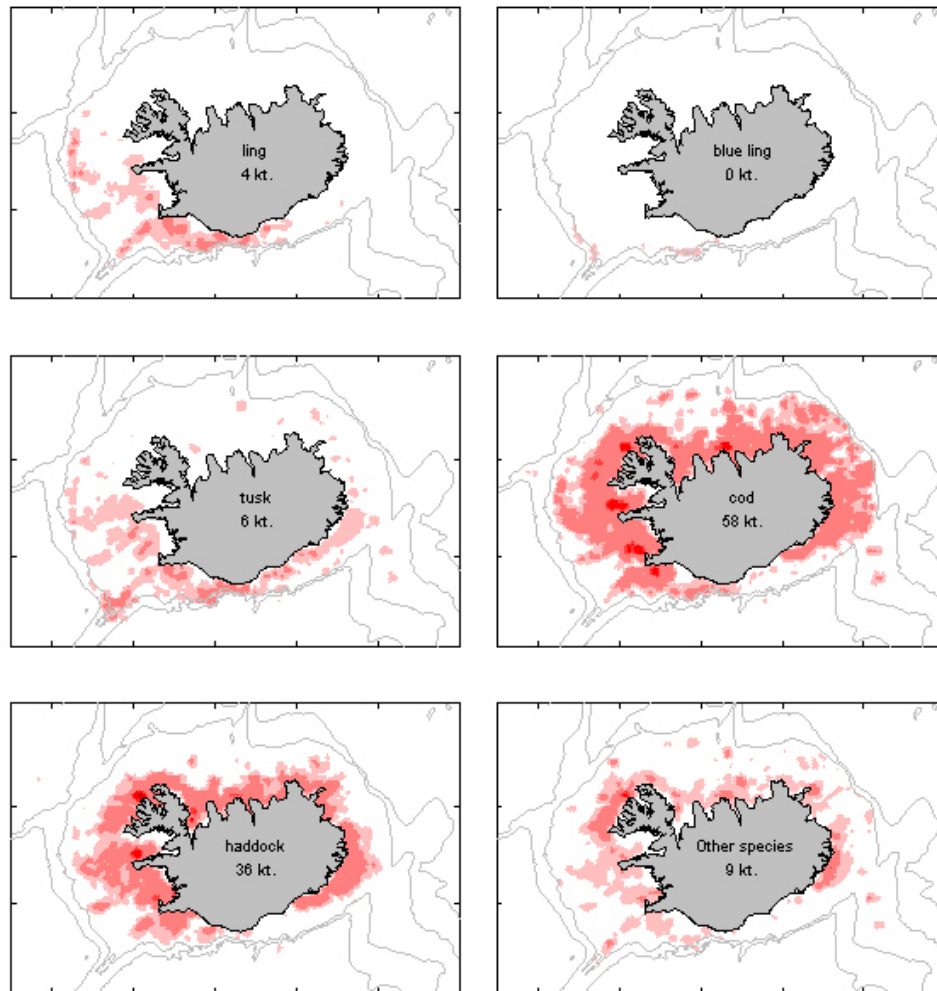 ling
4 kt.
blue ling
0 kt.
tusk
6 kt.
cod
58 kt.
haddock
36 kt.
Other species
9 kt.